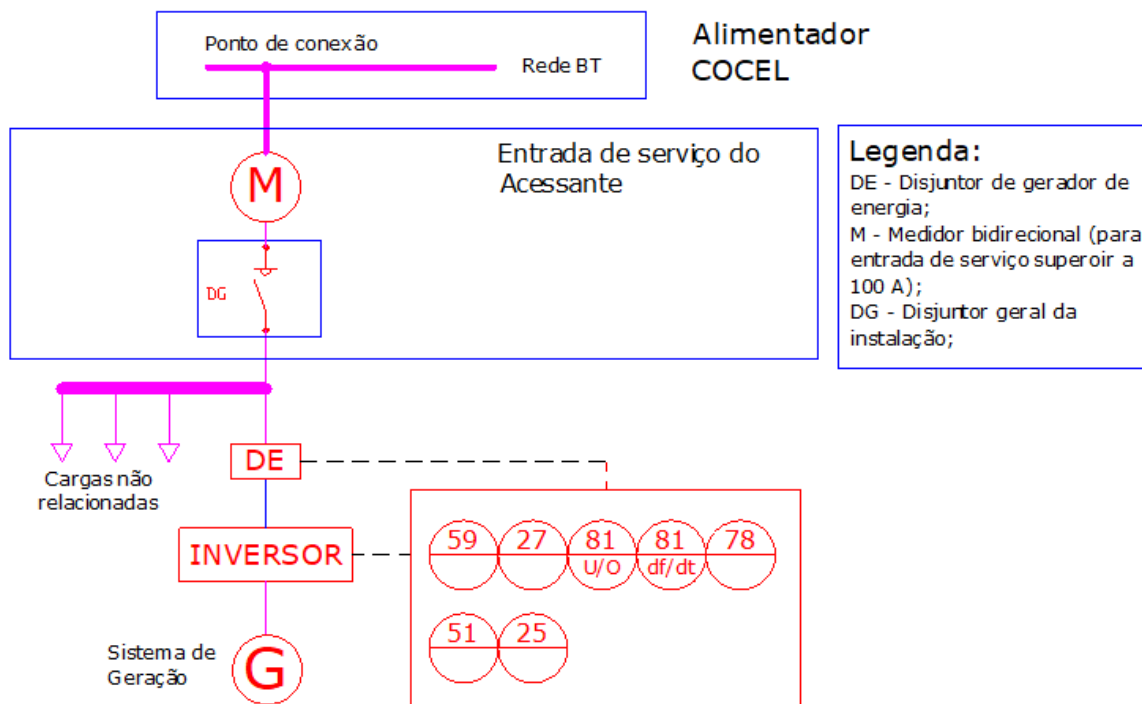 Ponto de conexão
Rede BT
Alimentador
COCEL
M
Entrada de serviço do
Acessante
DG
Legenda:
DE - Disjuntor de gerador de
energia;
M - Medidor bidirecional (para
entrada de serviço superoir a
100 A);
DG - Disjuntor geral da
instalação;
Cargas não
relacionadas
DE
INVERSOR
59
27
81
U/O
81
df/dt
78
51
25
Sistema de
Geração
G